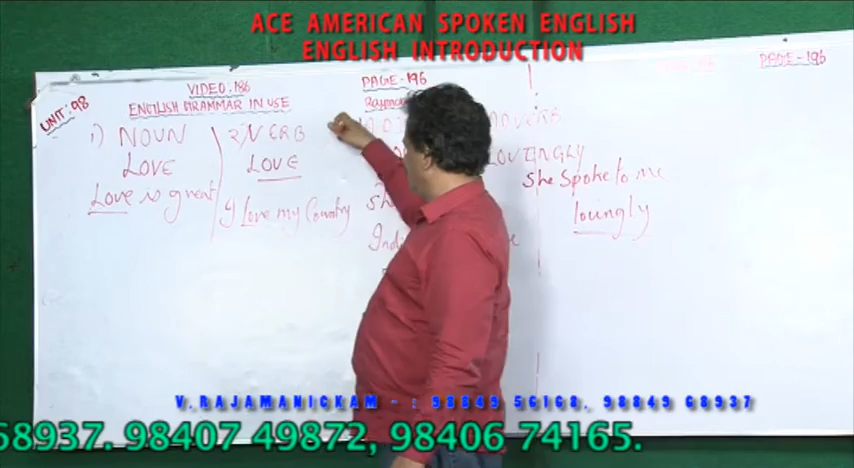 ACE AMERICAN SPOKEN ENGLISH
ENGLISH INTRODUCTION
UNIT:98
VIDEO:186
PAGE-196
PAGE-196
ENGLISH GRAMMAR IN USE
1) NOUN
LOVE
Love is great
2) VERB
LOVE
I Love my Country
ADVERB
LOVINGLY
She Spoke to me
lovingly
V.RAJAMANICKAM - : 98849 56168, 98849 68937
68937. 98407 49872, 98406 74165.